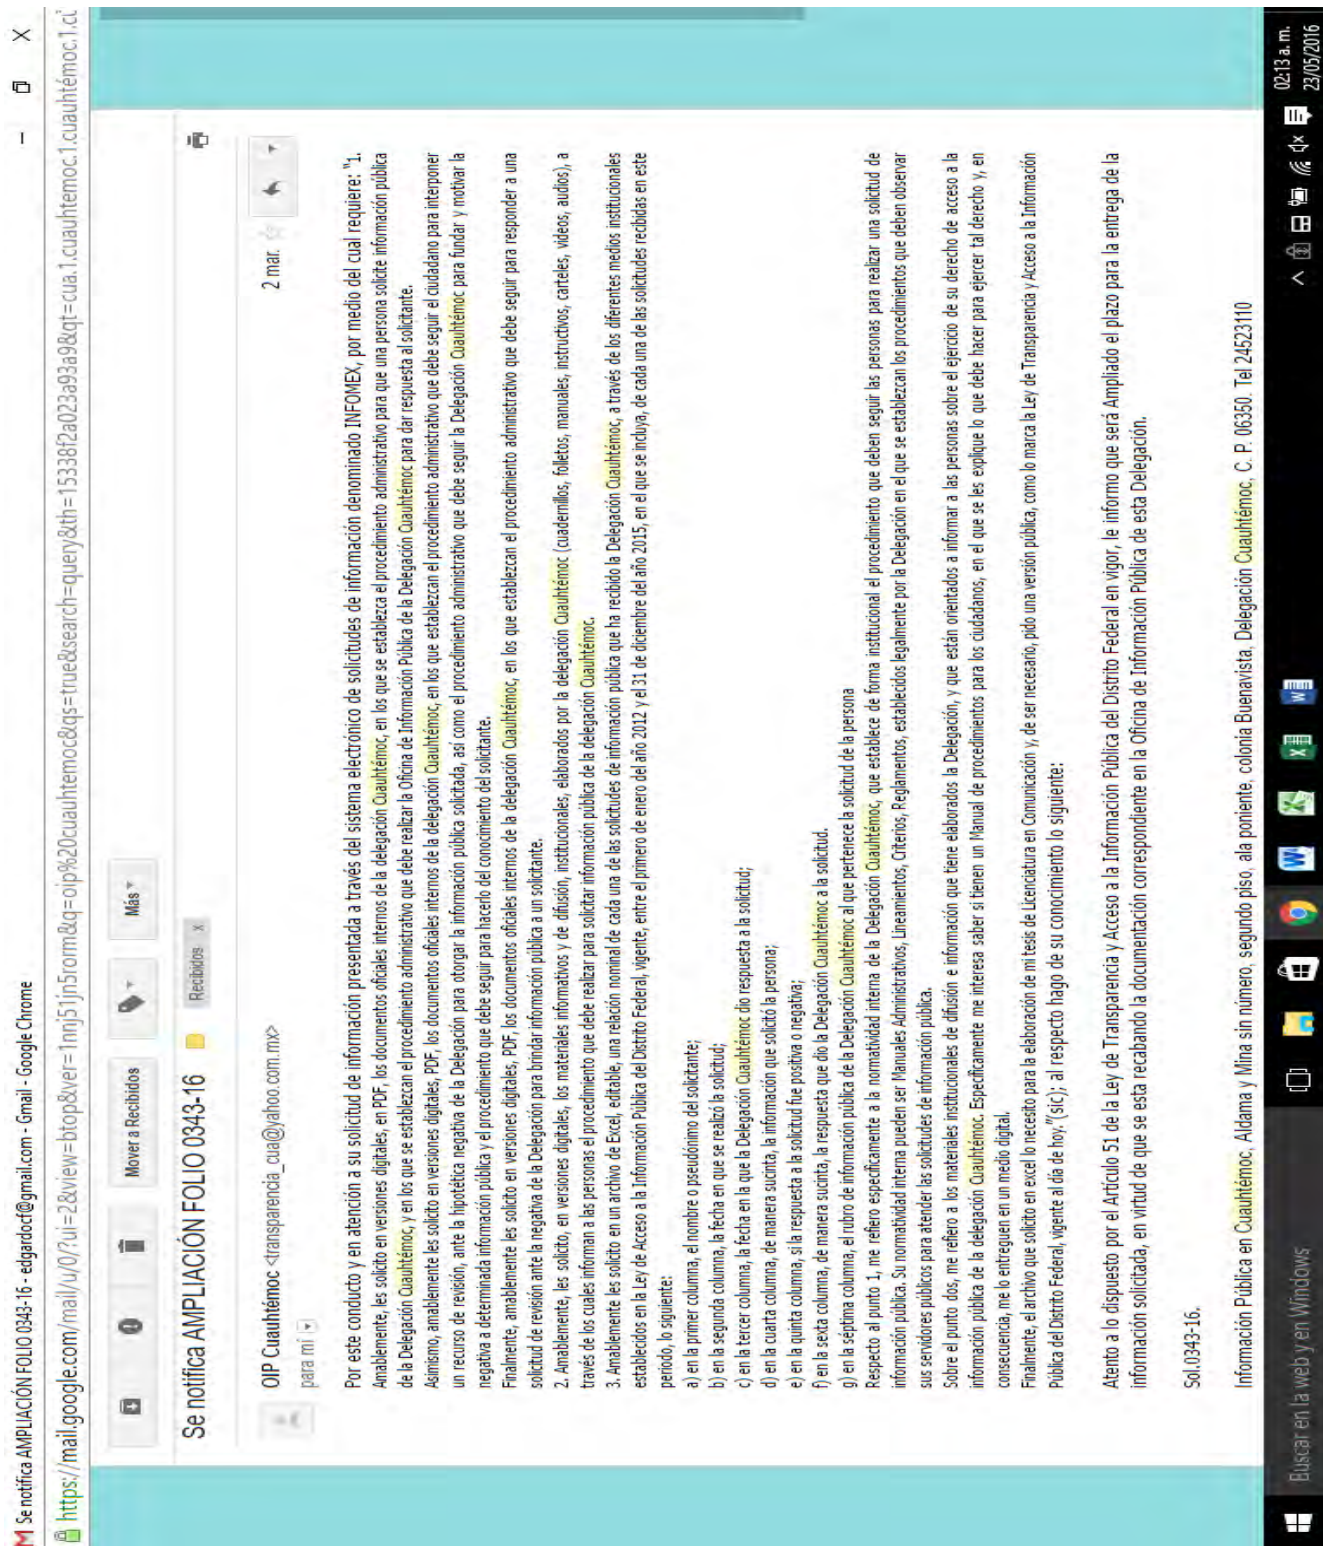 Se notifica AMPLIACIÓN FOLIO 0343-16 - edgardocf@gmail.com - Gmail - Google Chrome
https://mail.google.com/mail/u/0/?ui=2&view=btop&ver=1nnj51jn5rorm&q=oip%20cuauhtemoc&qs=true&search=query&th=15338f2a023a93a9&qt=cua.1.cuauhtemoc.1.cuauhtémoc.1.ci
Mover a Recibidos
Más
Se notifica AMPLIACIÓN FOLIO 0343-16
Recibidos x
OIP Cuauhtémoc <transparencia_cua@yahoo.com.mx>
2 mar.
para mí
Por este conducto y en atención a su solicitud de información presentada a través del sistema electrónico de solicitudes de información denominado INFOMEX, por medio del cual requiere: "1.
Amablemente, les solicito en versiones digitales, en PDF, los documentos oficiales internos de la delegación Cuauhtémoc, en los que se establezca el procedimiento administrativo para que una persona solicite información pública
de la Delegación Cuauhtémoc, y en los que se establezcan el procedimiento administrativo que debe realizar la Oficina de Información Pública de la Delegación Cuauhtémoc para dar respuesta al solicitante.
Asimismo, amablemente les solicito en versiones digitales, PDF, los documentos oficiales internos de la delegación Cuauhtémoc, en los que establezcan el procedimiento administrativo que debe seguir el ciudadano para interponer
un recurso de revisión, ante la hipotética negativa de la Delegación para otorgar la información pública solicitada, así como el procedimiento administrativo que debe seguir la Delegación Cuauhtémoc para fundar y motivar la
negativa a determinada información pública y el procedimiento que debe seguir para hacerlo del conocimiento del solicitante.
Finalmente, amablemente les solicito en versiones digitales, PDF, los documentos oficiales internos de la delegación Cuauhtémoc, en los que establezcan el procedimiento administrativo que debe seguir para responder a una
solicitud de revisión ante la negativa de la Delegación para brindar información pública a un solicitante.
2. Amablemente, les solicito, en versiones digitales, los materiales informativos y de difusión, institucionales, elaborados por la delegación Cuauhtémoc (cuadernillos, folletos, manuales, instructivos, carteles, videos, audios), a
través de los cuales informan a las personas el procedimiento que debe realizar para solicitar información pública de la delegación Cuauhtémoc.
3. Amablemente les solicito en un archivo de Excel, editable, una relación nominal de cada una de las solicitudes de información pública que ha recibido la Delegación Cuauhtémoc, a través de los diferentes medios institucionales
establecidos en la Ley de Acceso a la Información Pública del Distrito Federal, vigente, entre el primero de enero del año 2012 y el 31 de diciembre del año 2015, en el que se incluya, de cada una de las solicitudes recibidas en este
periodo, lo siguiente:
a) en la primer columna, el nombre o pseudónimo del solicitante;
b) en la segunda columna, la fecha en que se realizó la solicitud;
c) en la tercer columna, la fecha en la que la Delegación Cuauhtémoc dio respuesta a la solicitud;
d) en la cuarta columna, de manera sucinta, la información que solicitó la persona;
e) en la quinta columna, si la respuesta a la solicitud fue positiva o negativa;
f) en la sexta columna, de manera sucinta, la respuesta que dio la Delegación Cuauhtémoc a la solicitud.
g) en la séptima columna, al rubro de información pública de la Delegación Cuauhtémoc al que pertenece la solicitud de la persona
Respecto al punto 1, me refiero específicamente a la normatividad interna de la Delegación Cuauhtémoc, que establece de forma institucional el procedimiento que deben seguir las personas para realizar una solicitud de
información pública. Su normatividad interna pueden ser Manuales Administrativos, Lineamientos, Criterios, Reglamentos, establecidos legalmente por la Delegación en el que se establezcan los procedimientos que deben observar
sus servidores públicos para atender las solicitudes de información pública.
Sobre el punto dos, me refiero a los materiales institucionales de difusión e información que tiene elaborados la Delegación, y que están orientados a informar a las personas sobre el ejercicio de su derecho de acceso a la
información pública de la delegación Cuauhtémoc. Específicamente me interesa saber si tienen un Manual de procedimientos para los ciudadanos, en el que se les explique lo que debe hacer para ejercer tal derecho y, en
consecuencia, me lo entreguen en un medio digital.
Finalmente, el archivo que solicito en excel lo necesito para la elaboración de mi tesis de Licenciatura en Comunicación y, de ser necesario, pido una versión pública, como lo marca la Ley de Transparencia y Acceso a la Información
Pública del Distrito Federal, vigente al día de hoy."(sic); al respecto hago de su conocimiento lo siguiente:
Atento a lo dispuesto por el Artículo 51 de la Ley de Transparencia y Acceso a la Información Pública del Distrito Federal en vigor, le informo que será Ampliado el plazo para la entrega de la
información solicitada, en virtud de que se esta recabando la documentación correspondiente en la Oficina de Información Pública de esta Delegación.
Sol.0343-16.
Información Pública en Cuauhtémoc, Aldama y Mina sin número, segundo piso, ala poniente, colonia Buenavista, Delegación Cuauhtémoc, C. P. 06350. Tel 24523110
Buscar en la web y en Windows
02:13 a. m.
23/05/2016